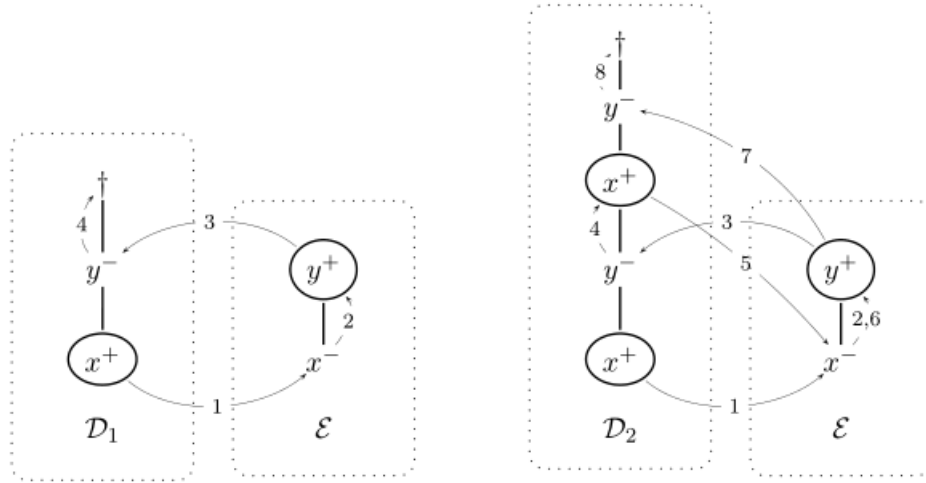 †
4
y⁻
x⁺
1
3
y⁺
2
x⁻
𝒟₁
ℰ
†
8
y⁻
7
x⁺
4
3
5
y⁻
y⁺
2,6
x⁺
x⁻
1
𝒟₂
ℰ